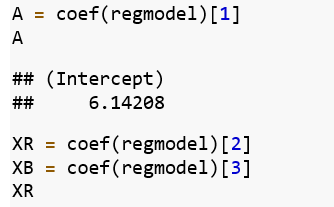 A = coef(regmodel)[1]
A
## (Intercept)
##     6.14208
XR = coef(regmodel)[2]
XB = coef(regmodel)[3]
XR